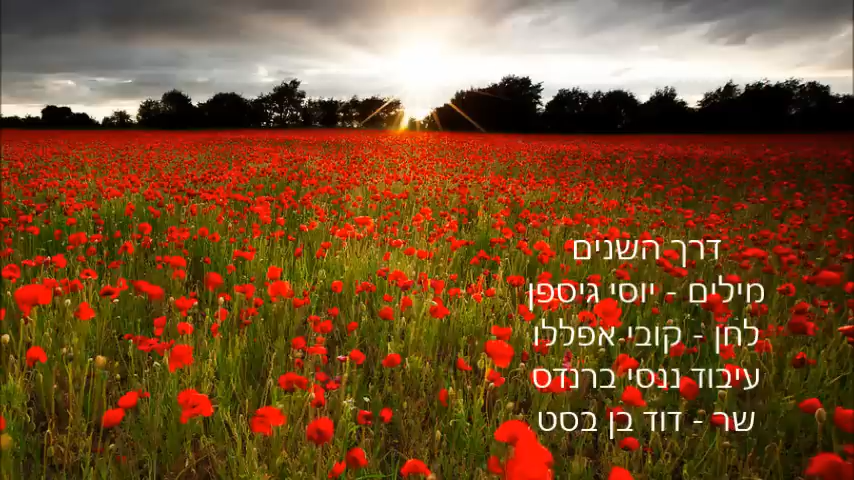 דרך השנים
מילים - יוסי גיספן
לחן - קובי אפללו
עיבוד ננסי ברנדס
שר - דוד בן בסט